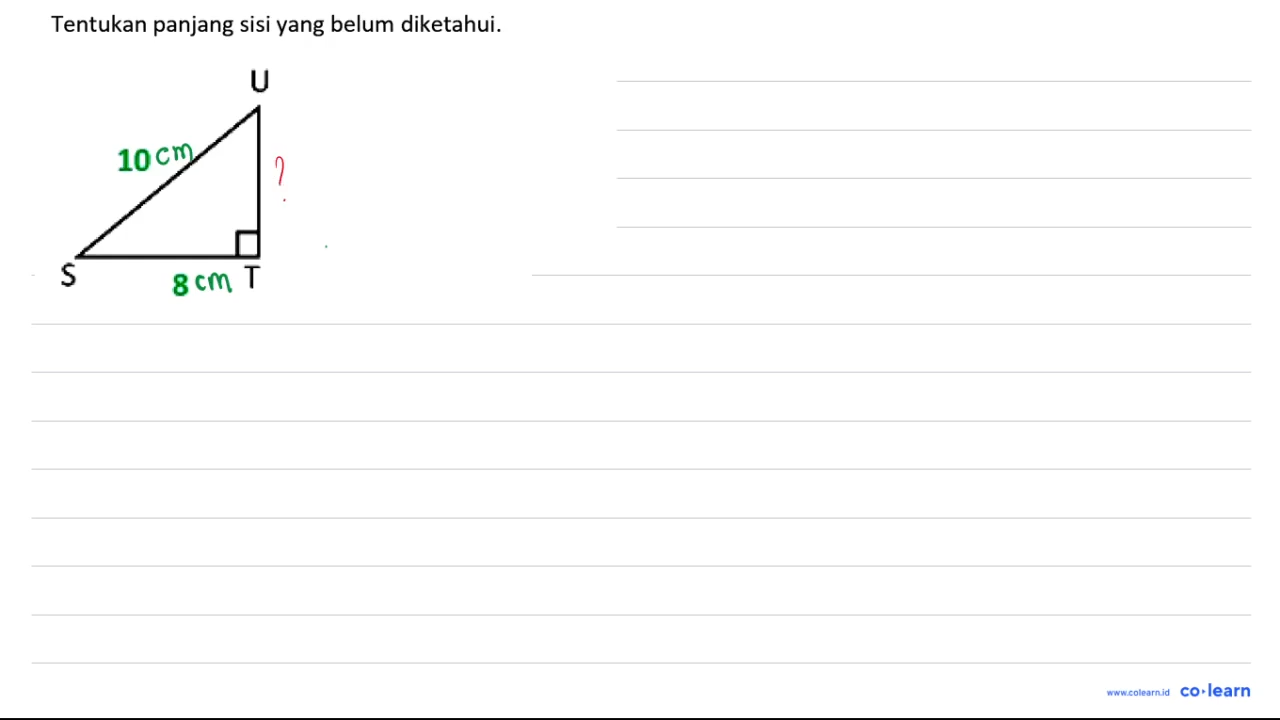 Tentukan panjang sisi yang belum diketahui.
U
10 cm
?
S
8 cm T
www.colearn.id co·learn